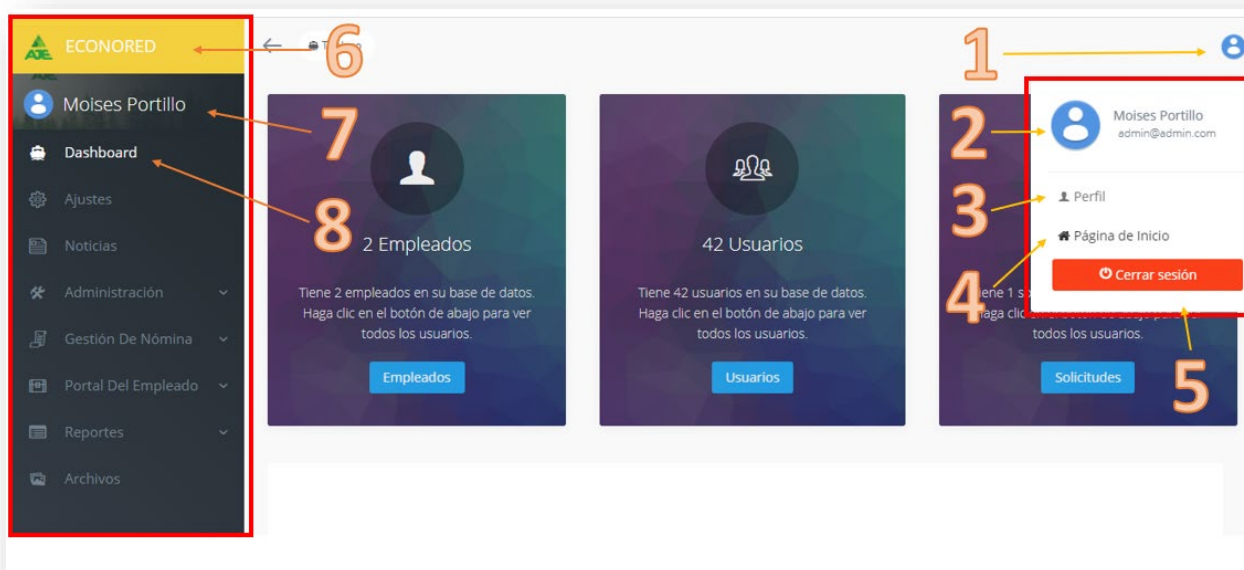 AJE ECONORED
AJE
Moises Portillo
Dashboard
Ajustes
Noticias
Administración
Gestión De Nómina
Portal Del Empleado
Reportes
Archivos
6
7
8
2 Empleados
Tiene 2 empleados en su base de datos.
Haga clic en el botón de abajo para ver
todos los usuarios.
Empleados
42 Usuarios
Tiene 42 usuarios en su base de datos.
Haga clic en el botón de abajo para ver
todos los usuarios.
Usuarios
1
2
3
4
5
Moises Portillo
admin@admin.com
Perfil
Página de Inicio
Cerrar sesión
todos los usuarios.
Solicitudes